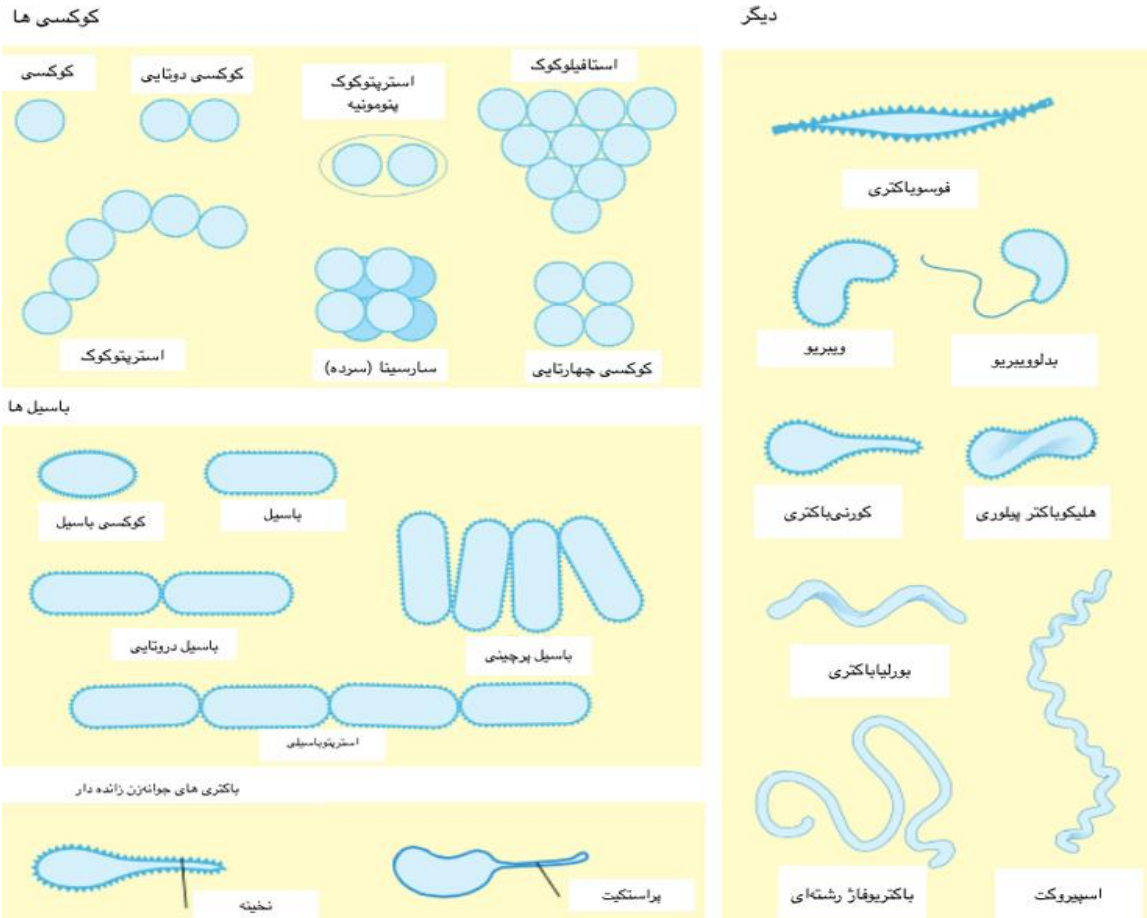 کوکسی ها
کوکسی
کوکسی دوتایی
استرپتوکوک
پنومونیه
استافیلوکوک
استرپتوکوک
سارسینا (سرده)
کوکسی چهارتایی
باسیل ها
کوکسی باسیل
باسیل
باسیل دروتایی
باسیل پرچینی
استرپتوباسیلی
باکتری های جوانه‌زن زائده دار
نخینه
پراستکیت
دیگر
فوسوباکتری
ویبریو
بدلوویبریو
کورنی‌باکتری
هلیکوباکتر پیلوری
بورلیاباکتری
باکتریوفاژ رشته‌ای
اسپیروکت